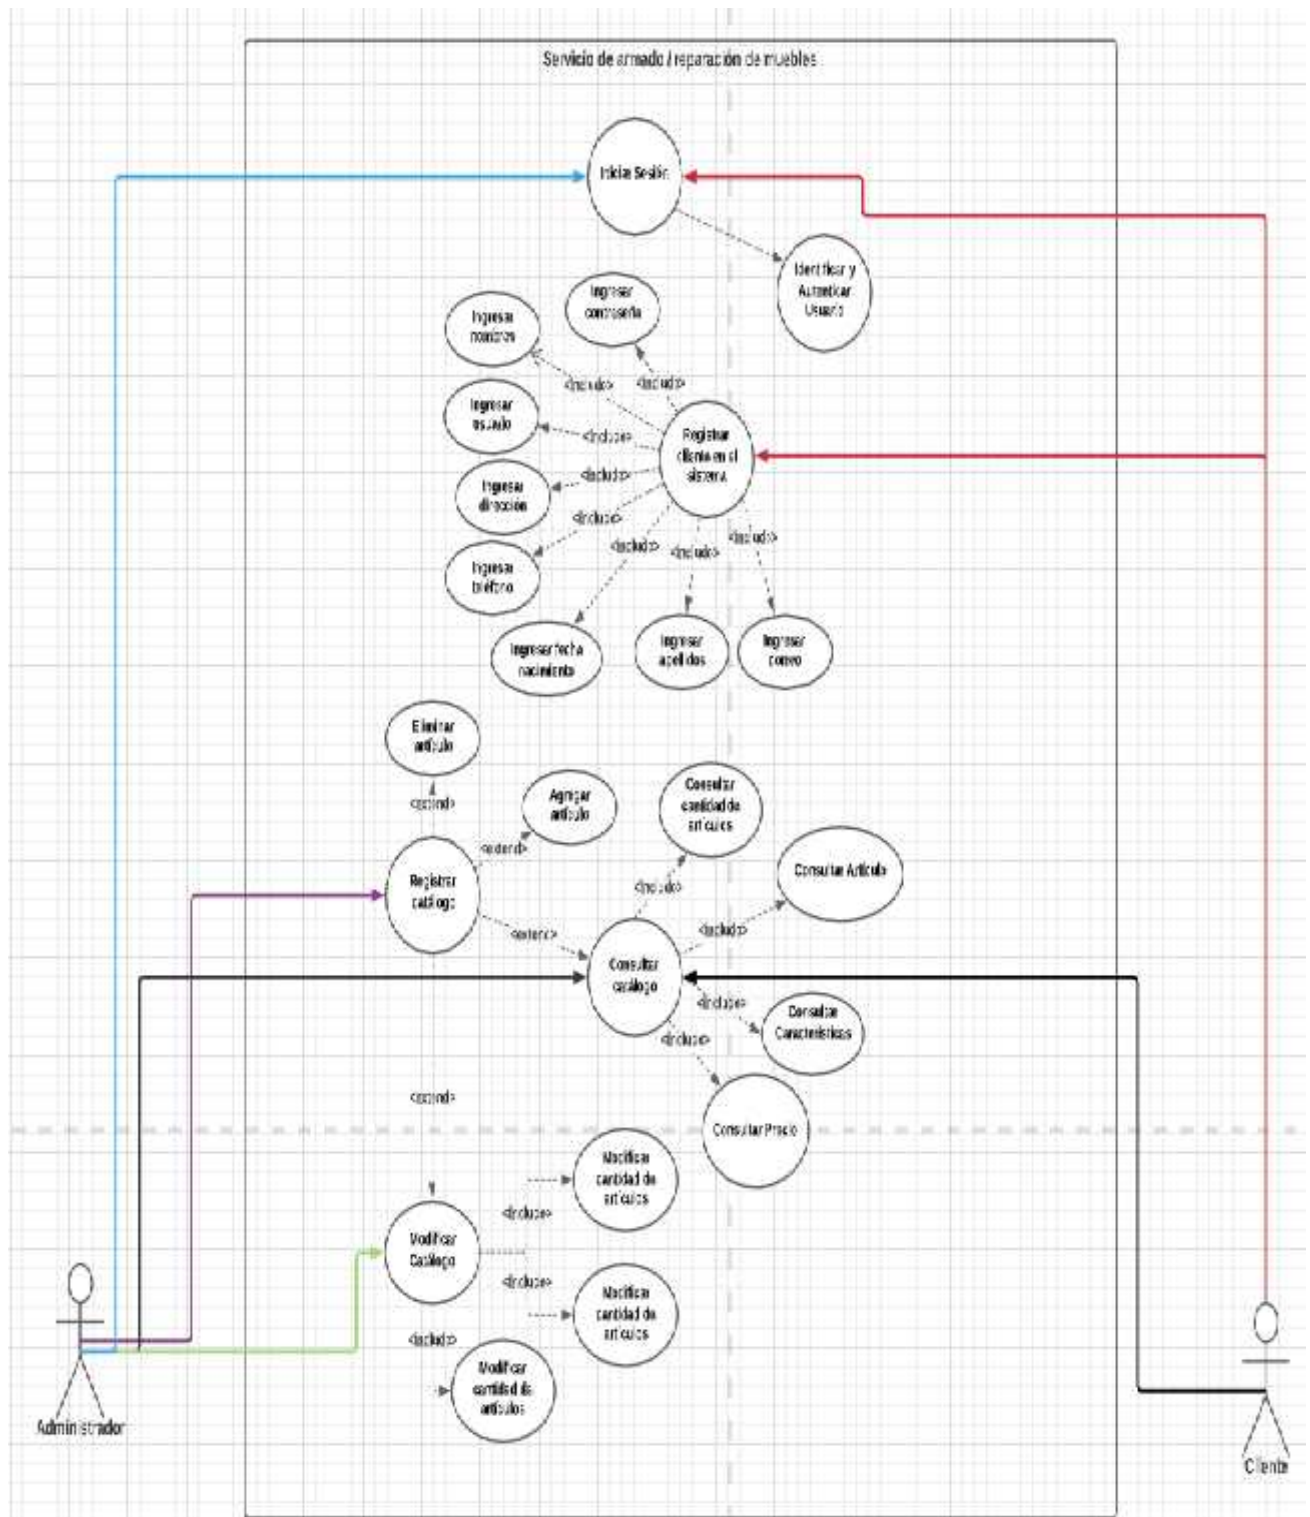 Servicio de armado / reparación de muebles
Iniciar Sesión
Identificar y
Autenticar
Usuario
Ingresar
contraseña
Ingresar
nombres
<Include>
<Include>
Ingresar
usuario
<Include>
Registrar
cliente en el
sistema
<Include>
Ingresar
dirección
<Include>
<Include>
<Include>
<Include>
Ingresar
teléfono
Ingresar fecha
nacimiento
Ingresar
apellidos
Ingresar
correo
Eliminar
artículo
<extend>
Agregar
artículo
Consultar
cantidad de
artículos
<extend>
Consultar Artículo
Registrar
catálogo
<Include>
<Include>
<extend>
Consultar
catálogo
<Include>
Consultar
Características
<Include>
<extend>
Consultar Precio
Modificar
cantidad de
artículos
<Include>
Modificar
Catálogo
<Include>
Modificar
cantidad de
artículos
<Include>
Modificar
cantidad de
artículos
Administrador
Cliente